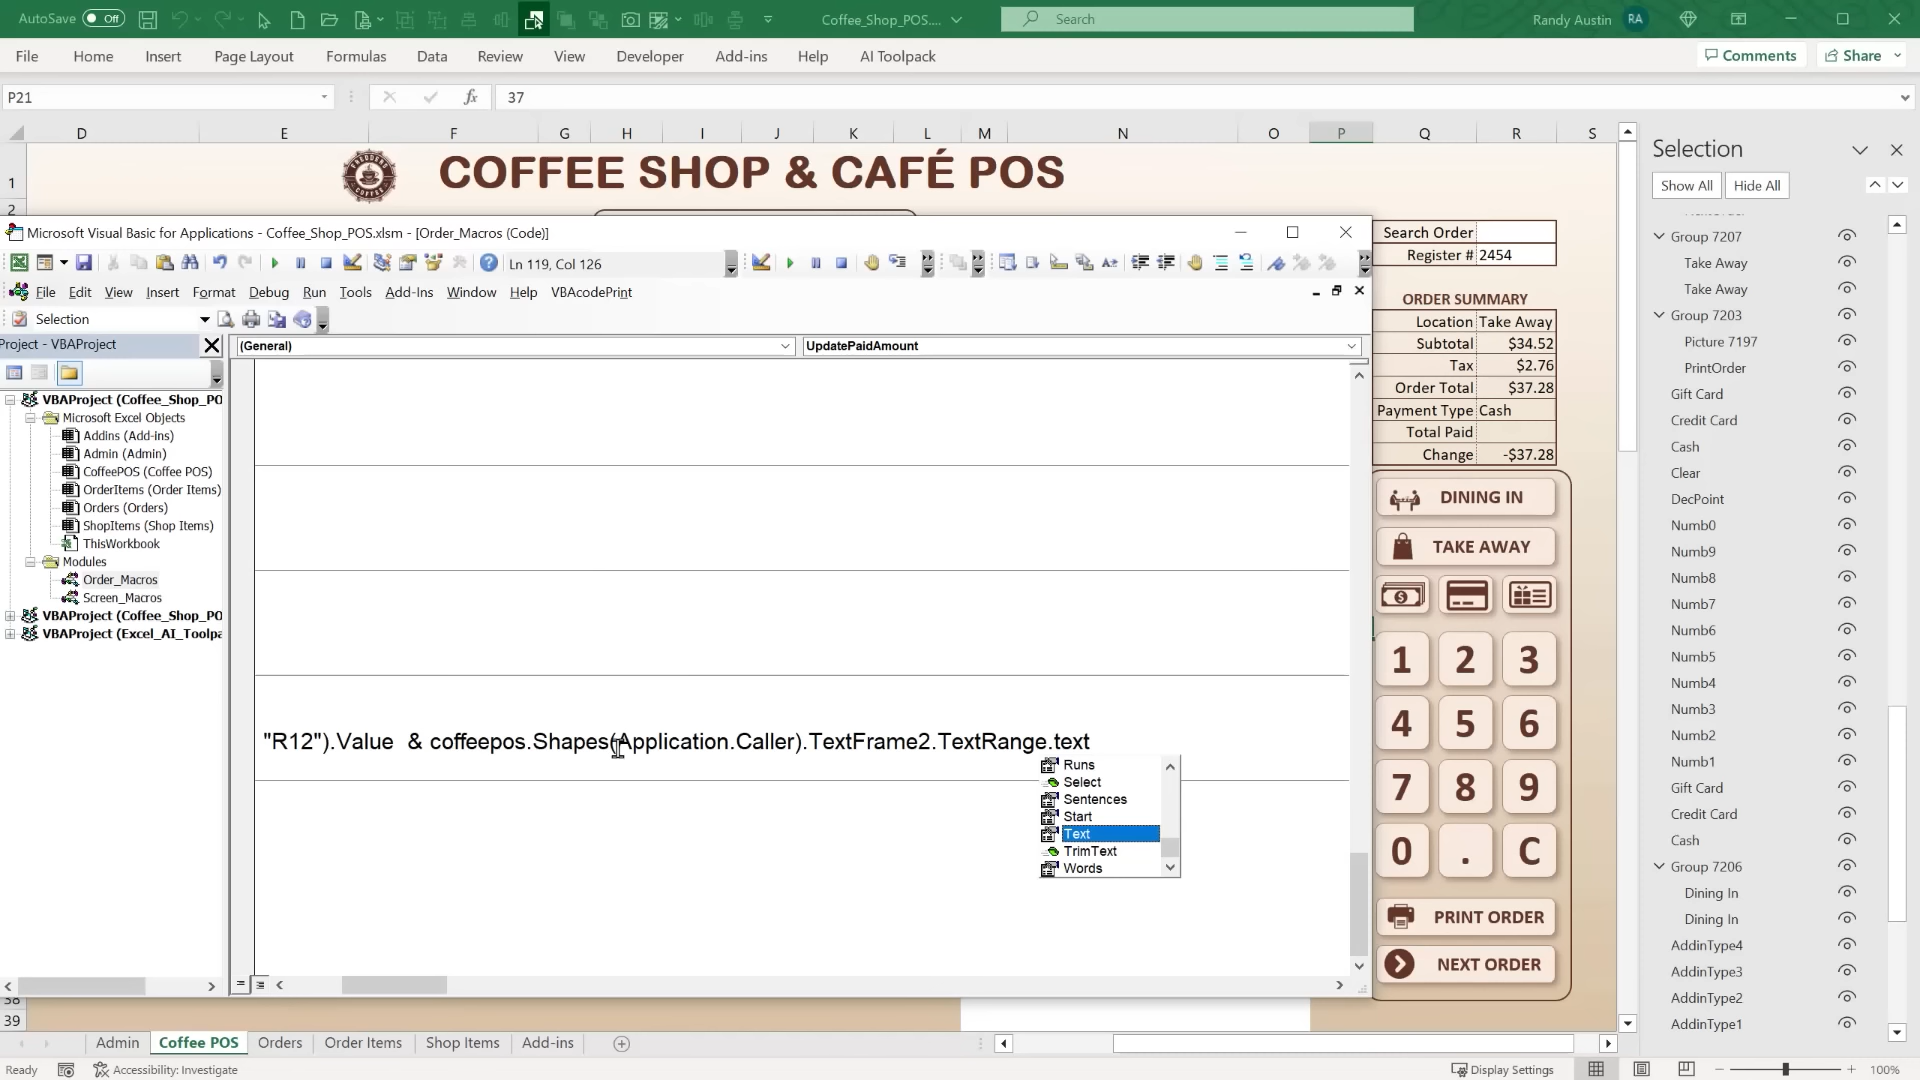 AutoSave Off
Coffee_Shop_POS....
Search
Randy Austin RA
File Home Insert Page Layout Formulas Data Review View Developer Add-ins Help AI Toolpack
Comments Share
P21 fx 37
D E F G H I J K L M N O P Q R S
1 COFFEE SHOP & CAFÉ POS
2
Microsoft Visual Basic for Applications - Coffee_Shop_POS.xlsm - [Order_Macros (Code)]
Ln 119, Col 126
File Edit View Insert Format Debug Run Tools Add-Ins Window Help VBAcodePrint
Selection
Project - VBAProject
(General) UpdatePaidAmount
VBAProject (Coffee_Shop_PO
Microsoft Excel Objects
Addins (Add-ins)
Admin (Admin)
CoffeePOS (Coffee POS)
OrderItems (Order Items)
Orders (Orders)
ShopItems (Shop Items)
ThisWorkbook
Modules
Order_Macros
Screen_Macros
VBAProject (Coffee_Shop_PO
VBAProject (Excel_AI_Toolpa
"R12").Value & coffeepos.Shapes(Application.Caller).TextFrame2.TextRange.text
Runs
Select
Sentences
Start
Text
TrimText
Words
Search Order
Register # 2454
ORDER SUMMARY
Location Take Away
Subtotal $34.52
Tax $2.76
Order Total $37.28
Payment Type Cash
Total Paid
Change -$37.28
DINING IN
TAKE AWAY
1 2 3
4 5 6
7 8 9
0 . C
PRINT ORDER
NEXT ORDER
Selection
Show All Hide All
Group 7207
Take Away
Take Away
Group 7203
Picture 7197
PrintOrder
Gift Card
Credit Card
Cash
Clear
DecPoint
Numb0
Numb9
Numb8
Numb7
Numb6
Numb5
Numb4
Numb3
Numb2
Numb1
Gift Card
Credit Card
Cash
Group 7206
Dining In
Dining In
AddinType4
AddinType3
AddinType2
AddinType1
38
39
Admin Coffee POS Orders Order Items Shop Items Add-ins
Ready Accessibility: Investigate Display Settings 100%